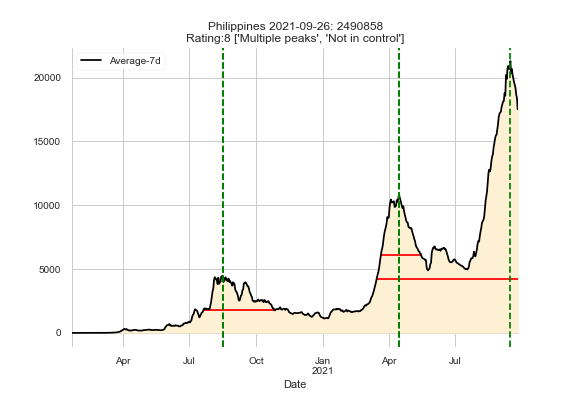 Philippines 2021-09-26: 2490858
Rating:8 ['Multiple peaks', 'Not in control']
Average-7d
20000
15000
10000
5000
0
Apr
Jul
Oct
Jan
2021
Apr
Jul
Date